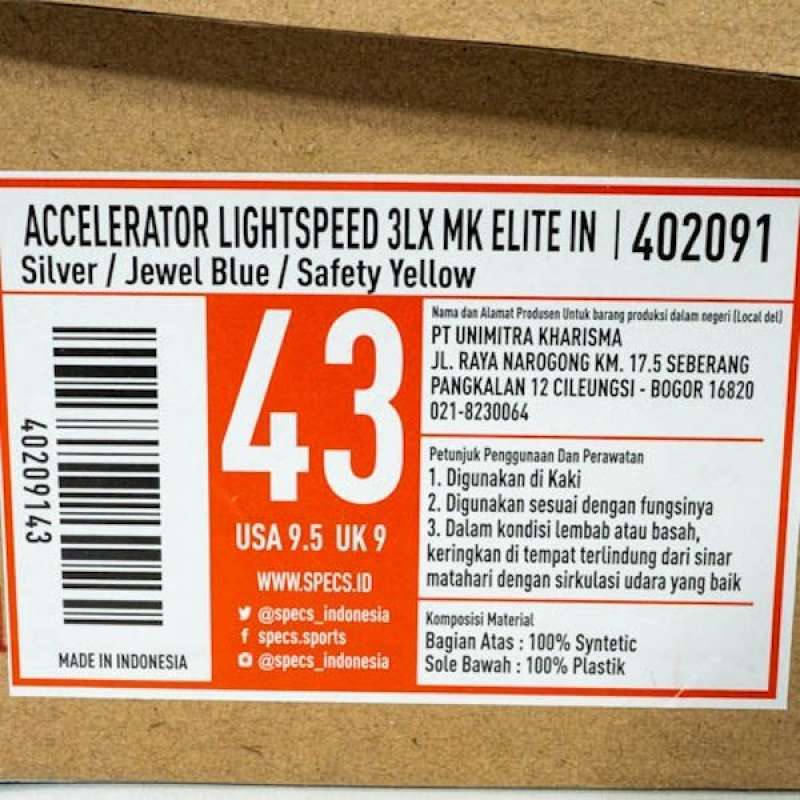 ACCELERATOR LIGHTSPEED 3LX MK ELITE IN | 402091
Silver / Jewel Blue / Safety Yellow
40209143
MADE IN INDONESIA
43
USA 9.5 UK 9
WWW.SPECS.ID
@specs_indonesia
f specs.sports
@specs_indonesia
Nama dan Alamat Produsen Untuk barang produksi dalam negeri (Local del)
PT UNIMITRA KHARISMA
JL. RAYA NAROGONG KM. 17.5 SEBERANG
PANGKALAN 12 CILEUNGSI - BOGOR 16820
021-8230064
Petunjuk Penggunaan Dan Perawatan
1. Digunakan di Kaki
2. Digunakan sesuai dengan fungsinya
3. Dalam kondisi lembab atau basah,
keringkan di tempat terlindung dari sinar
matahari dengan sirkulasi udara yang baik
Komposisi Material
Bagian Atas : 100% Syntetic
Sole Bawah : 100% Plastik